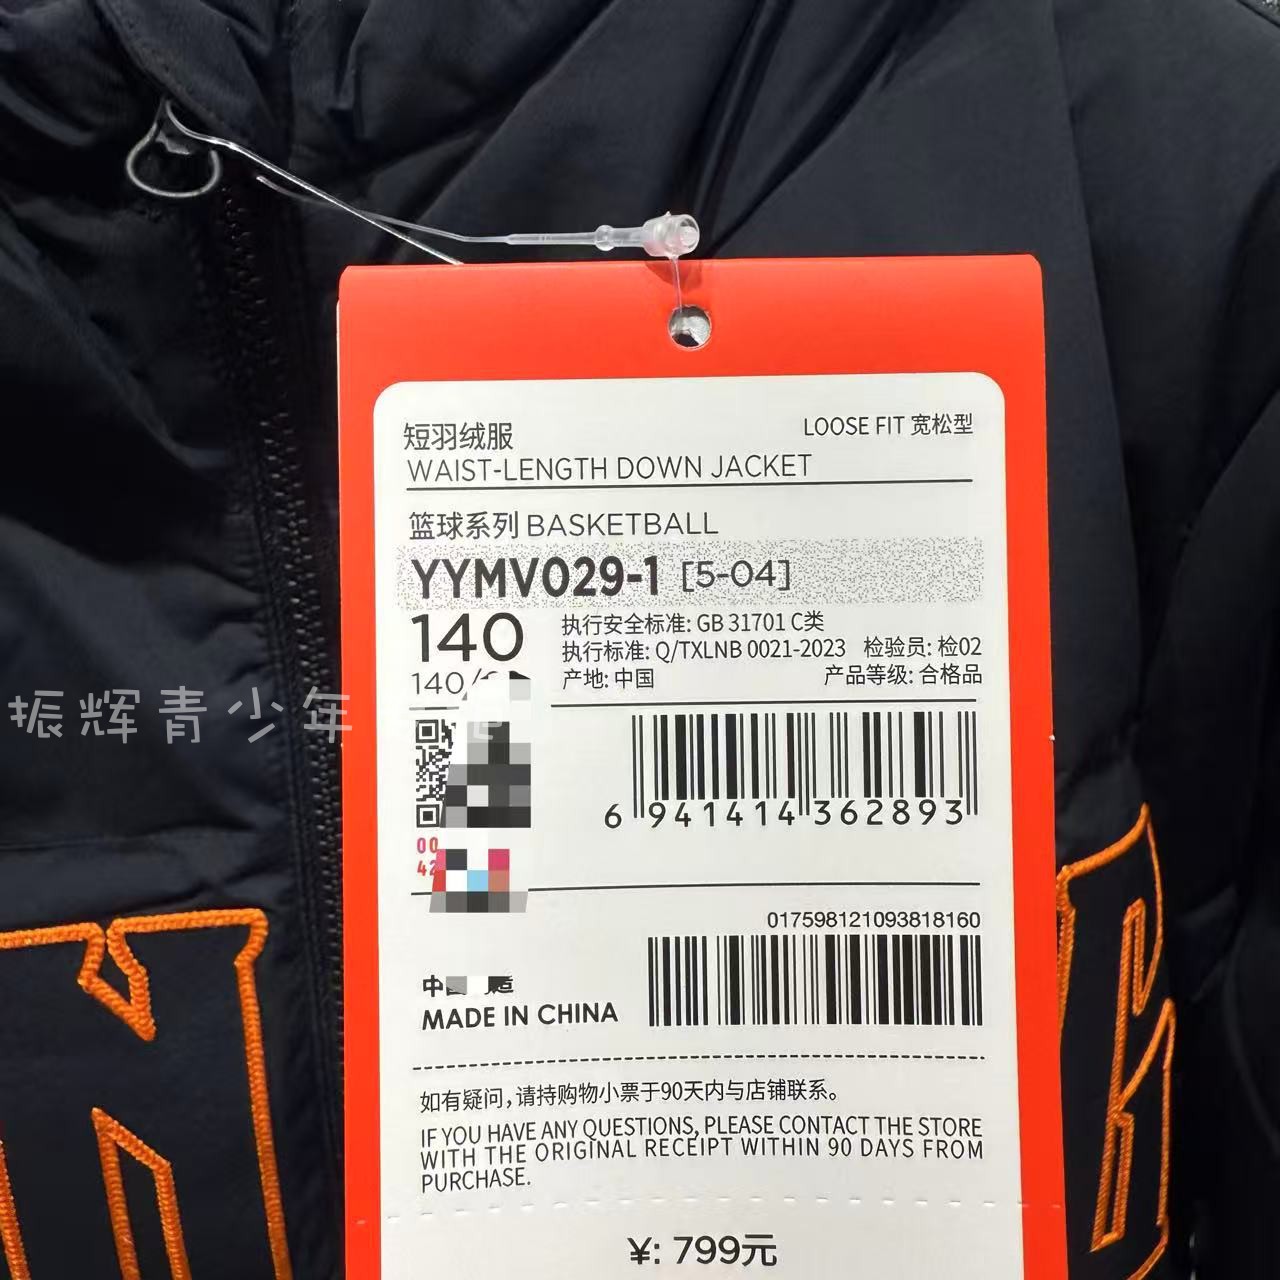 短羽绒服
LOOSE FIT 宽松型
WAIST-LENGTH DOWN JACKET
篮球系列 BASKETBALL
YYMV029-1 [5-04]
140
执行安全标准: GB 31701 C类
执行标准: Q/TXLNB 0021-2023 检验员: 检02
140/
产地: 中国
产品等级: 合格品
振辉青少年
6 941414 362893
00
42
017598121093818160
中
MADE IN CHINA
如有疑问，请持购物小票于90天内与店铺联系。
IF YOU HAVE ANY QUESTIONS, PLEASE CONTACT THE STORE
WITH THE ORIGINAL RECEIPT WITHIN 90 DAYS FROM
PURCHASE.
¥: 799元